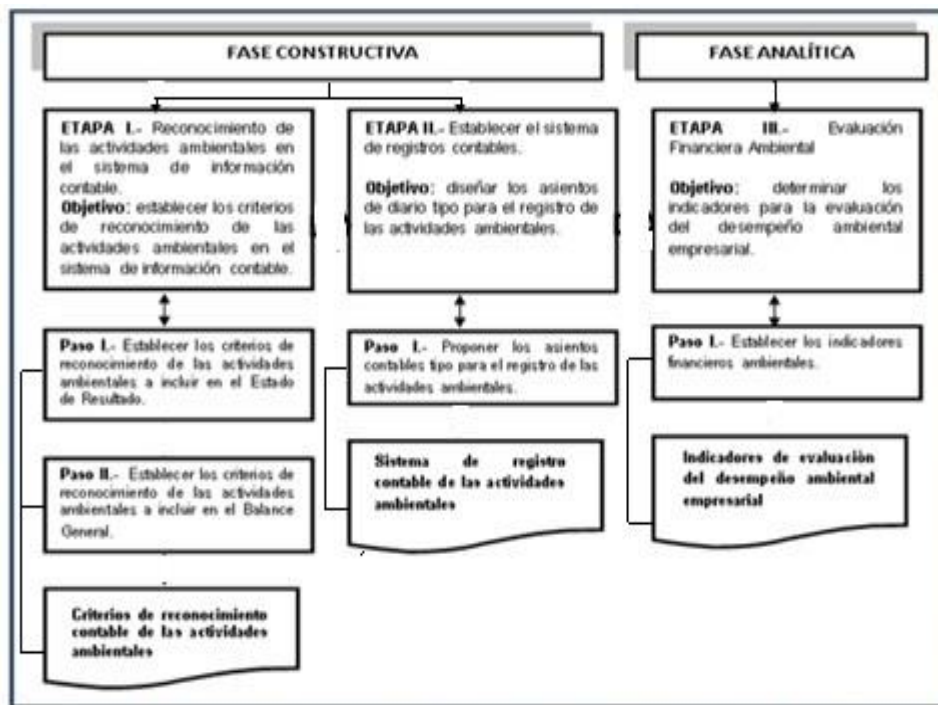 FASE CONSTRUCTIVA
FASE ANALÍTICA
ETAPA I.- Reconocimiento de
las actividades ambientales en
el sistema de información
contable.
Objetivo: establecer los criterios
de reconocimiento de las
actividades ambientales en el
sistema de información contable.
ETAPA II.- Establecer el sistema
de registros contables.
Objetivo: diseñar los asientos
de diario tipo para el registro de
las actividades ambientales.
ETAPA III.- Evaluación
Financiera Ambiental
Objetivo: determinar los
indicadores para la evaluación
del desempeño ambiental
empresarial.
Paso I.- Establecer los criterios de
reconocimiento de las actividades
ambientales a incluir en el Estado
de Resultado.
Paso II.- Establecer los criterios de
reconocimiento de las actividades
ambientales a incluir en el Balance
General.
Criterios de reconocimiento
contable de las actividades
ambientales
Paso I.- Proponer los asientos
contables tipo para el registro de las
actividades ambientales.
Sistema de registro
contable de las actividades
ambientales
Paso I.- Establecer los indicadores
financieros ambientales.
Indicadores de evaluación
del desempeño ambiental
empresarial